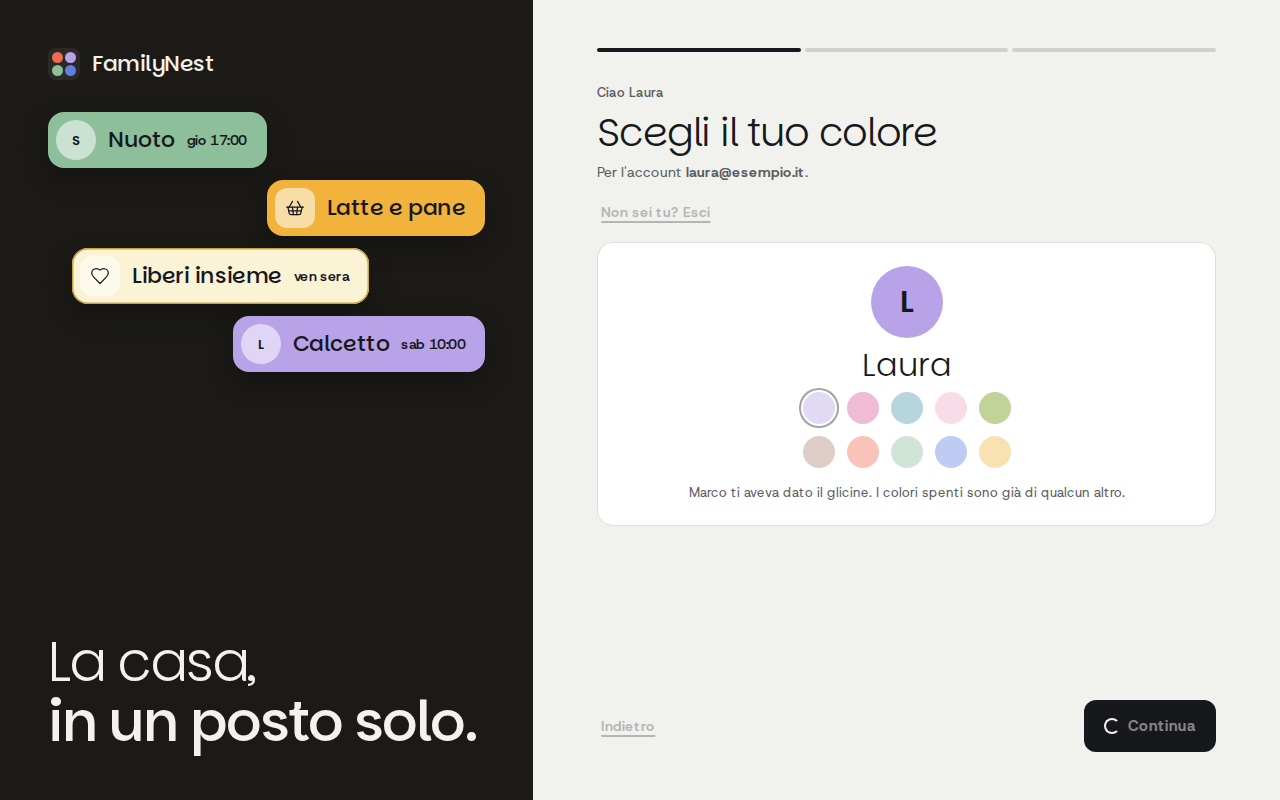 FamilyNest
S Nuoto gio 17:00
Latte e pane
Liberi insieme ven sera
L Calcetto sab 10:00
La casa,
in un posto solo.
Ciao Laura
Scegli il tuo colore
Per l'account laura@esempio.it.
Non sei tu? Esci
L
Laura
Marco ti aveva dato il glicine. I colori spenti sono già di qualcun altro.
Indietro
Continua